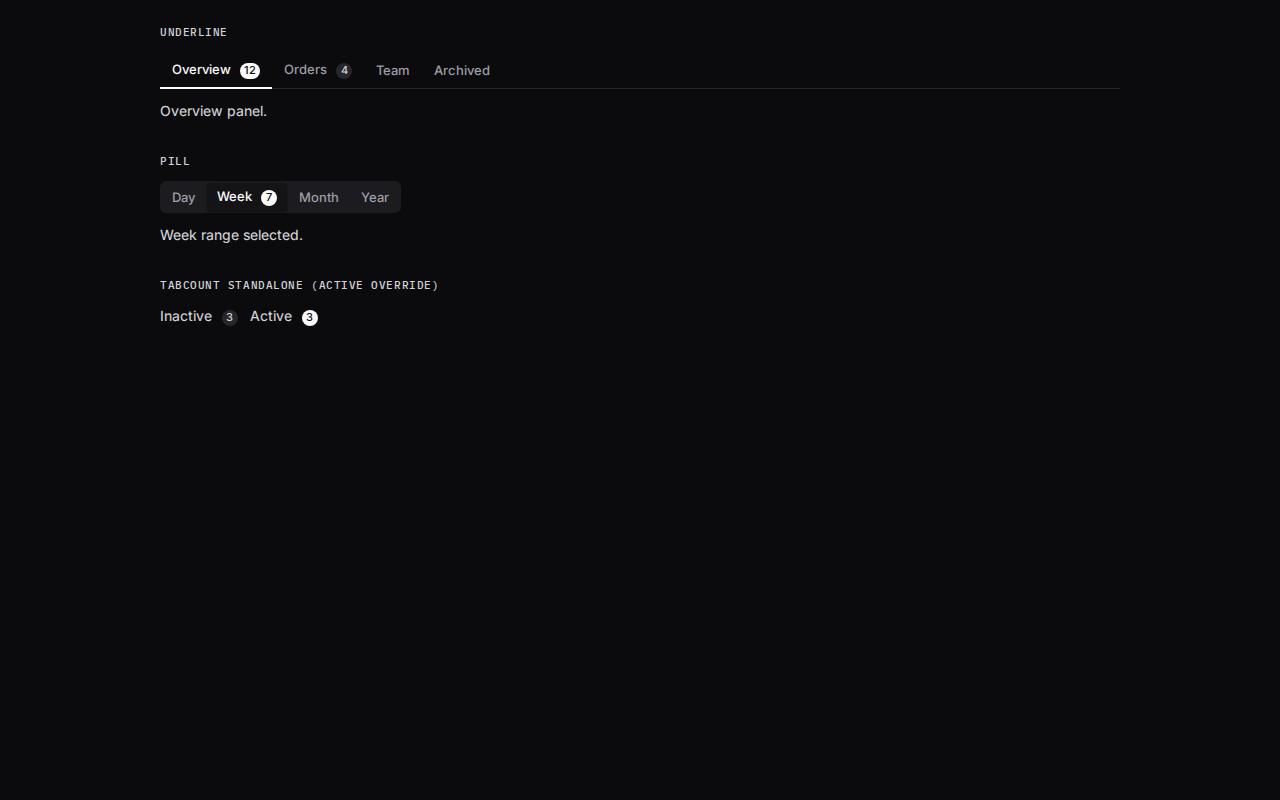 UNDERLINE
Overview 12 Orders 4 Team Archived
Overview panel.
PILL
Day Week 7 Month Year
Week range selected.
TABCOUNT STANDALONE (ACTIVE OVERRIDE)
Inactive 3 Active 3